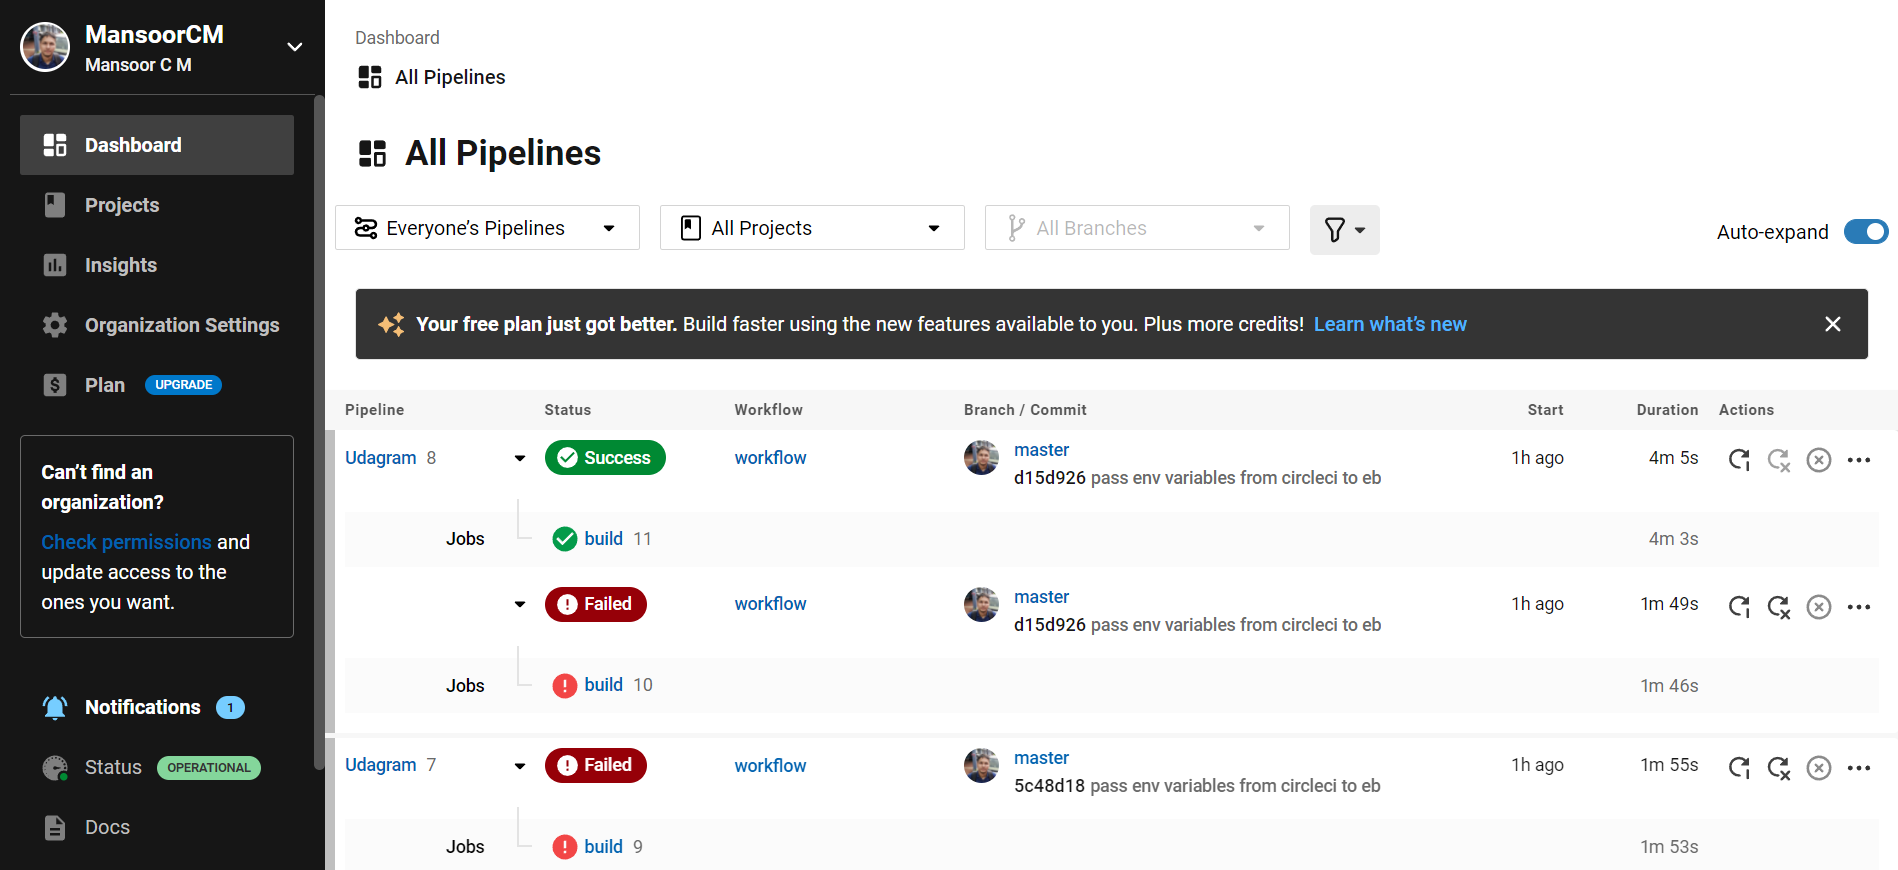 MansoorCM
Mansoor C M
Dashboard
Projects
Insights
Organization Settings
Plan UPGRADE
Can't find an
organization?
Check permissions and
update access to the
ones you want.
Notifications 1
Status OPERATIONAL
Docs
Dashboard
All Pipelines
All Pipelines
Everyone's Pipelines
All Projects
All Branches
Auto-expand
Your free plan just got better. Build faster using the new features available to you. Plus more credits! Learn what's new
Pipeline Status Workflow Branch / Commit Start Duration Actions
Udagram 8 Success workflow master 1h ago 4m 5s
d15d926 pass env variables from circleci to eb
Jobs build 11 4m 3s
Failed workflow master 1h ago 1m 49s
d15d926 pass env variables from circleci to eb
Jobs build 10 1m 46s
Udagram 7 Failed workflow master 1h ago 1m 55s
5c48d18 pass env variables from circleci to eb
Jobs build 9 1m 53s